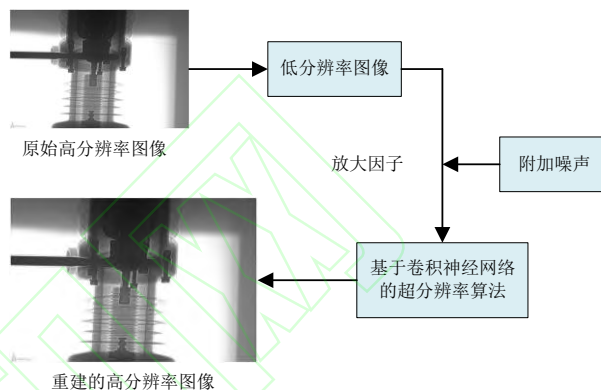 低分辨率图像
原始高分辨率图像
放大因子
附加噪声
基于卷积神经网络
的超分辨率算法
重建的高分辨率图像